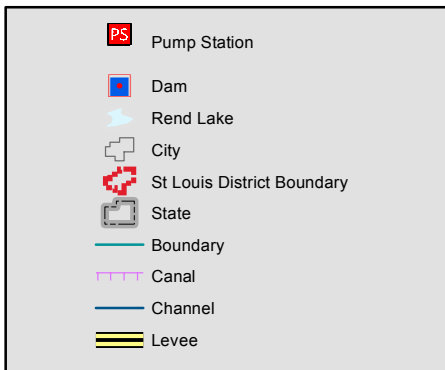 PS Pump Station
Dam
Rend Lake
City
St Louis District Boundary
State
Boundary
Canal
Channel
Levee